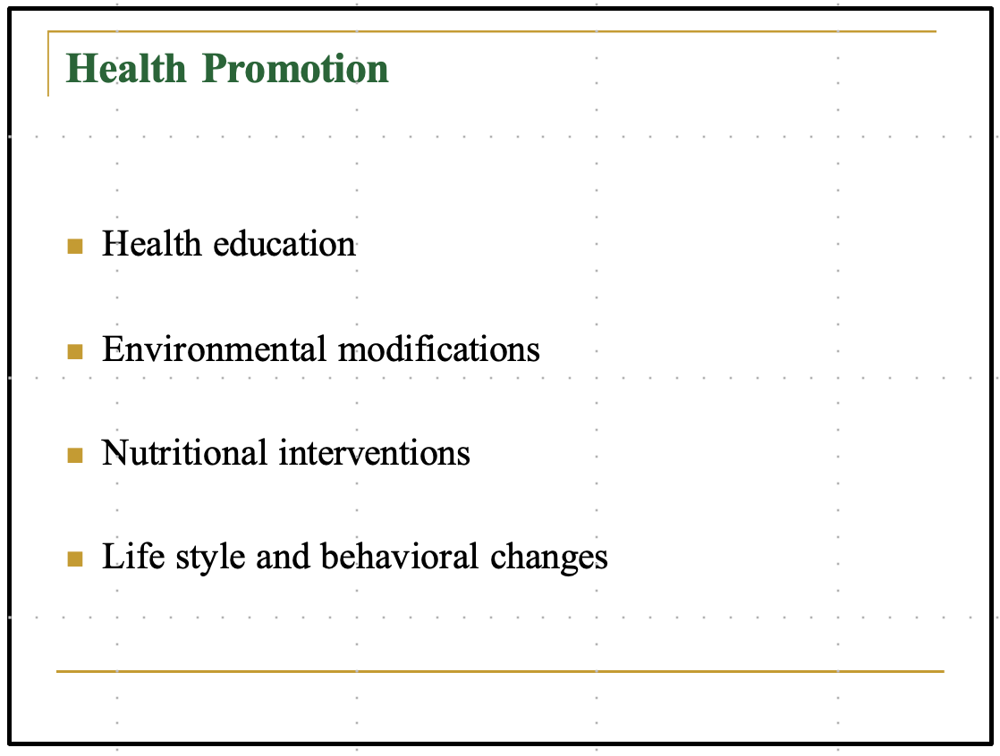 Health Promotion
Health education
Environmental modifications
Nutritional interventions
Life style and behavioral changes